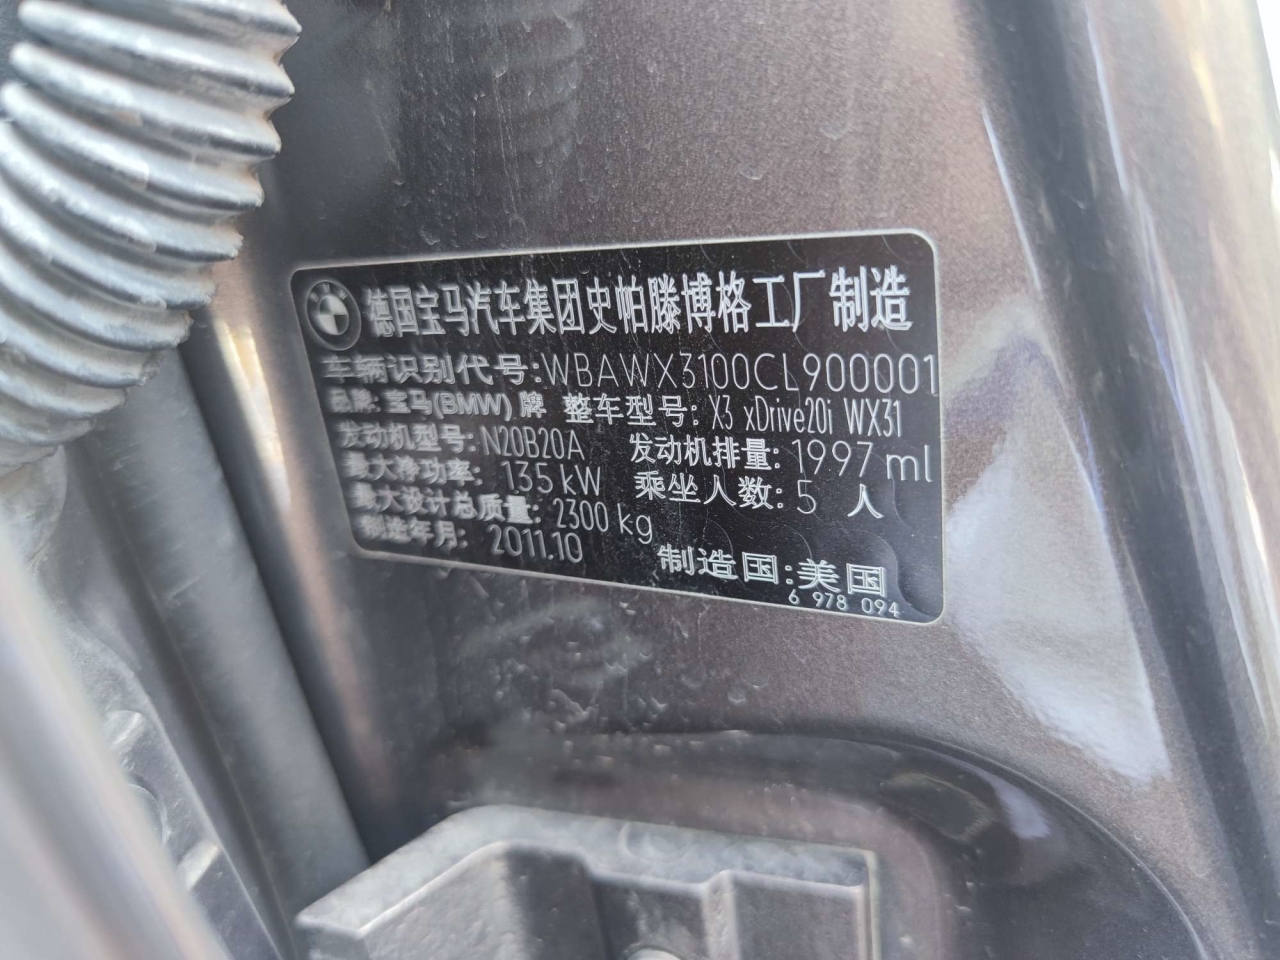 德国宝马汽车集团史帕滕博格工厂制造
车辆识别代号:WBAWX3100CL900001
品牌: 宝马(BMW)牌 整车型号: X3 xDrive20i WX31
发动机型号: N20B20A 发动机排量: 1997 ml
最大净功率: 135 kW 乘坐人数: 5 人
最大设计总质量: 2300 kg
制造年月: 2011.10 制造国:美国
6 978 094